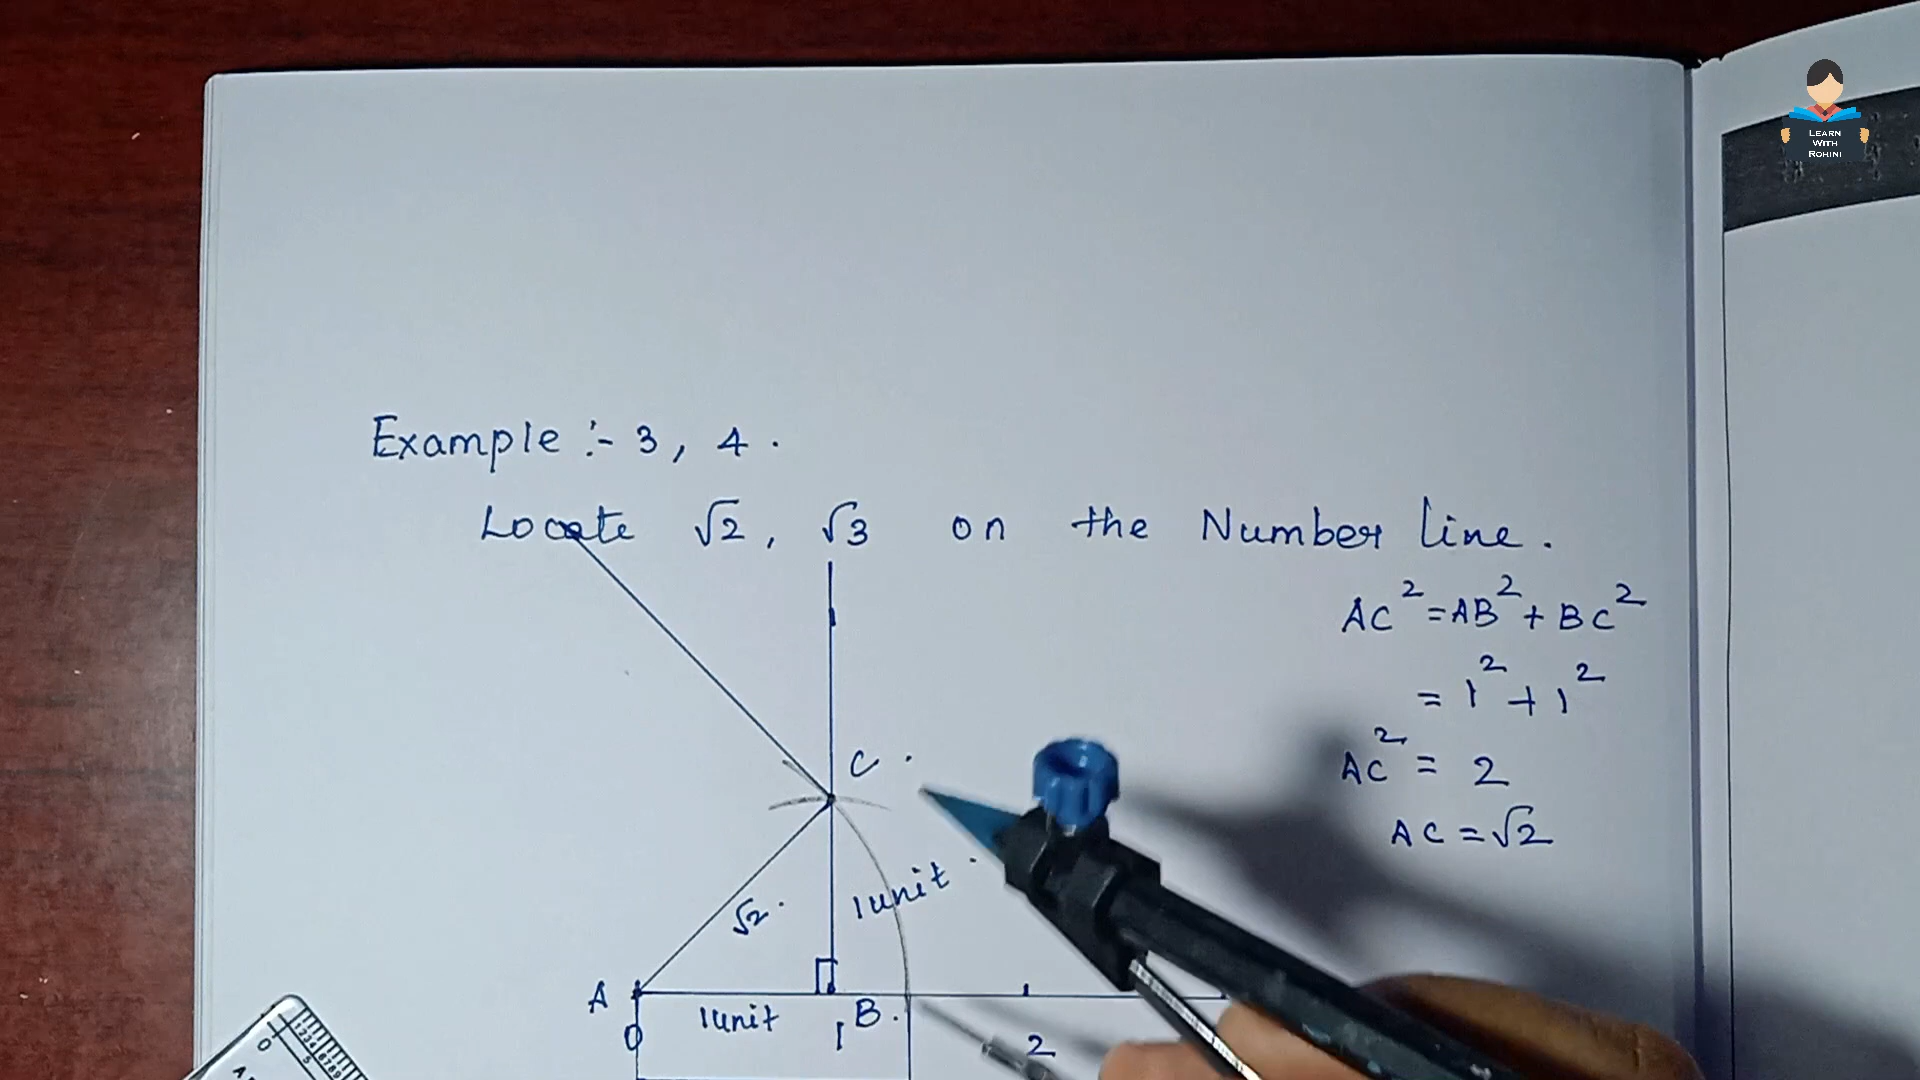 LEARN
WITH
ROHINI
Example :- 3, 4.
Locate √2, √3 on the Number line.
AC² = AB² + BC²
= 1² + 1²
AC² = 2
AC = √2
C.
1unit
√2.
A
1unit
B.
0
1
2